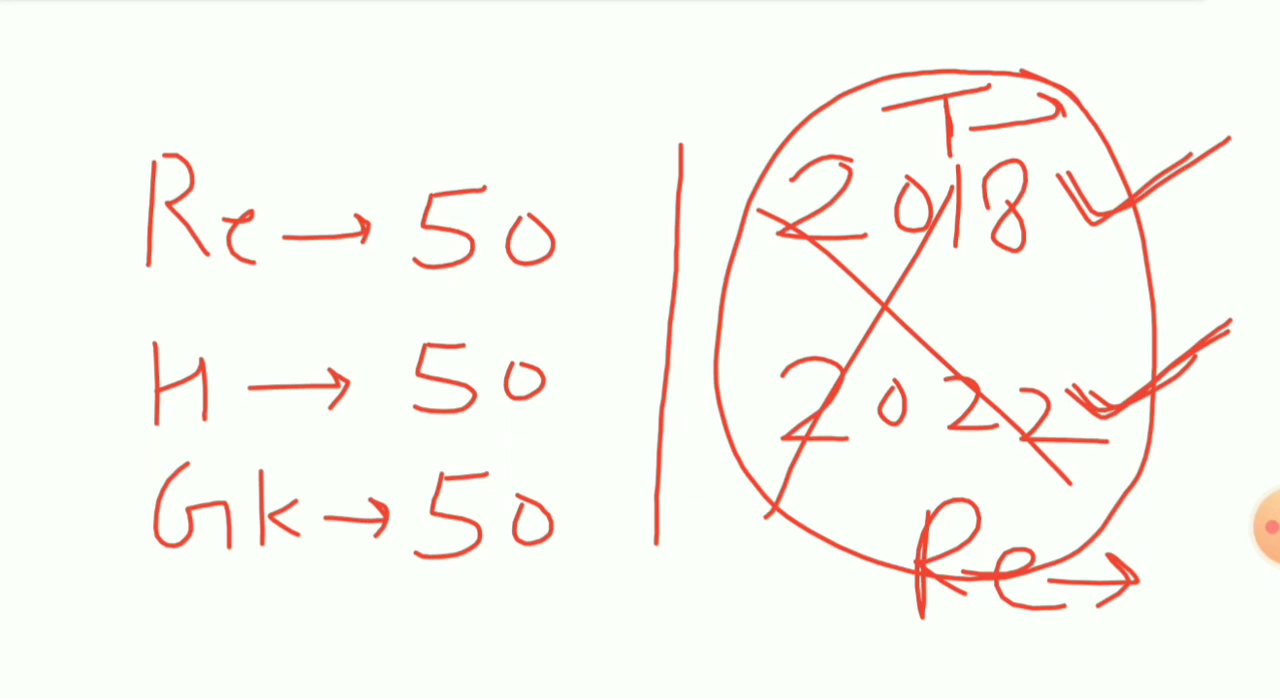 Re → 50
H → 50
Gk → 50
T →
2018
2022
Re →